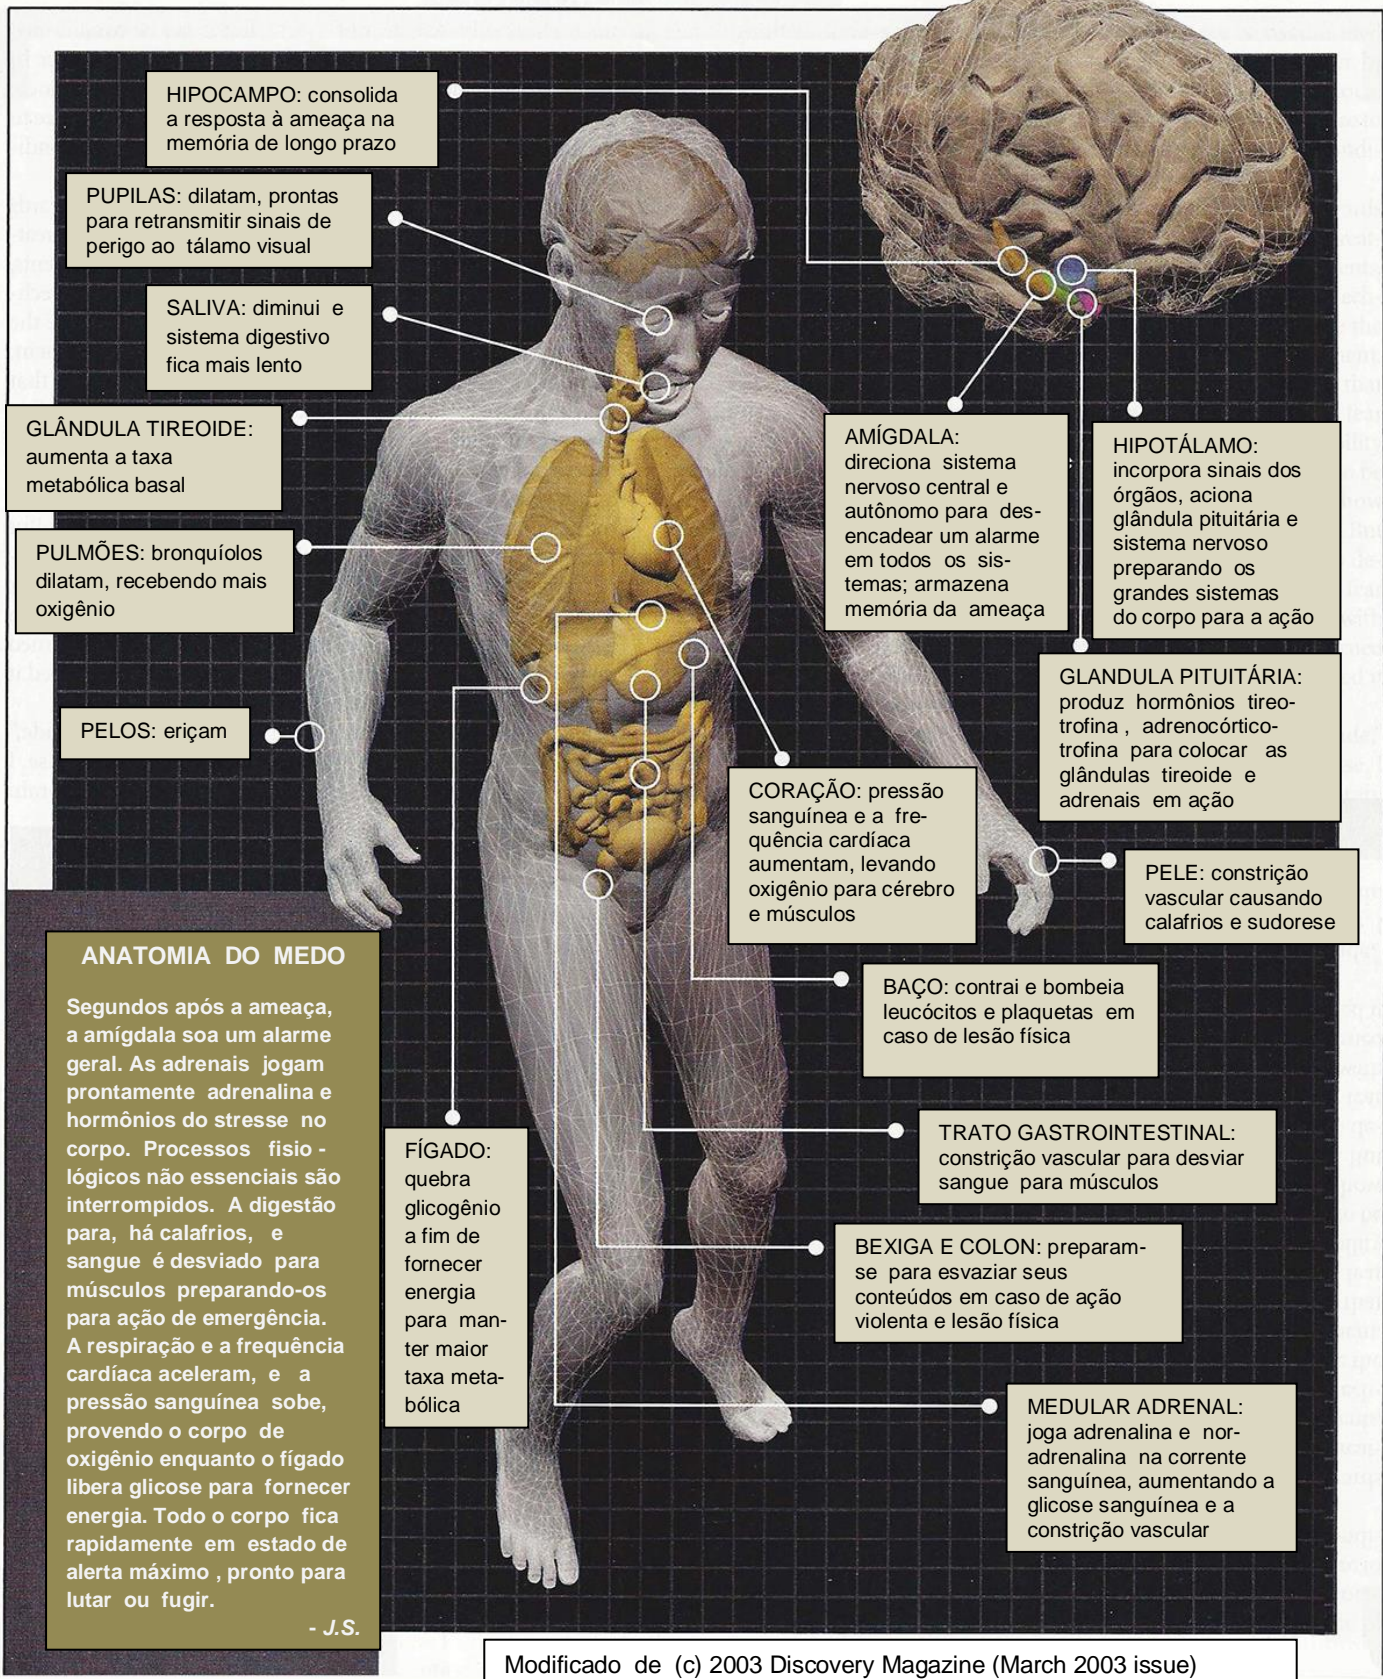 HIPOCAMPO: consolida
a resposta à ameaça na
memória de longo prazo
PUPILAS: dilatam, prontas
para retransmitir sinais de
perigo ao tálamo visual
SALIVA: diminui e
sistema digestivo
fica mais lento
GLÂNDULA TIREOIDE:
aumenta a taxa
metabólica basal
PULMÕES: bronquíolos
dilatam, recebendo mais
oxigênio
PELOS: eriçam
AMÍGDALA:
direciona sistema
nervoso central e
autônomo para des-
encadear um alarme
em todos os sis-
temas; armazena
memória da ameaça
HIPOTÁLAMO:
incorpora sinais dos
órgãos, aciona
glândula pituitária e
sistema nervoso
preparando os
grandes sistemas
do corpo para a ação
GLANDULA PITUITÁRIA:
produz hormônios tireo-
trofina , adrenocórtico-
trofina para colocar as
glândulas tireoide e
adrenais em ação
CORAÇÃO: pressão
sanguínea e a fre-
quência cardíaca
aumentam, levando
oxigênio para cérebro
e músculos
PELE: constrição
vascular causando
calafrios e sudorese
BAÇO: contrai e bombeia
leucócitos e plaquetas em
caso de lesão física
TRATO GASTROINTESTINAL:
constrição vascular para desviar
sangue para músculos
BEXIGA E COLON: preparam-
se para esvaziar seus
conteúdos em caso de ação
violenta e lesão física
MEDULAR ADRENAL:
joga adrenalina e nor-
adrenalina na corrente
sanguínea, aumentando a
glicose sanguínea e a
constrição vascular
FÍGADO:
quebra
glicogênio
a fim de
fornecer
energia
para man-
ter maior
taxa meta-
bólica
ANATOMIA DO MEDO
Segundos após a ameaça,
a amígdala soa um alarme
geral. As adrenais jogam
prontamente adrenalina e
hormônios do stresse no
corpo. Processos fisio -
lógicos não essenciais são
interrompidos. A digestão
para, há calafrios, e
sangue é desviado para
músculos preparando-os
para ação de emergência.
A respiração e a frequência
cardíaca aceleram, e a
pressão sanguínea sobe,
provendo o corpo de
oxigênio enquanto o fígado
libera glicose para fornecer
energia. Todo o corpo fica
rapidamente em estado de
alerta máximo , pronto para
lutar ou fugir.
- J.S.
Modificado de (c) 2003 Discovery Magazine (March 2003 issue)